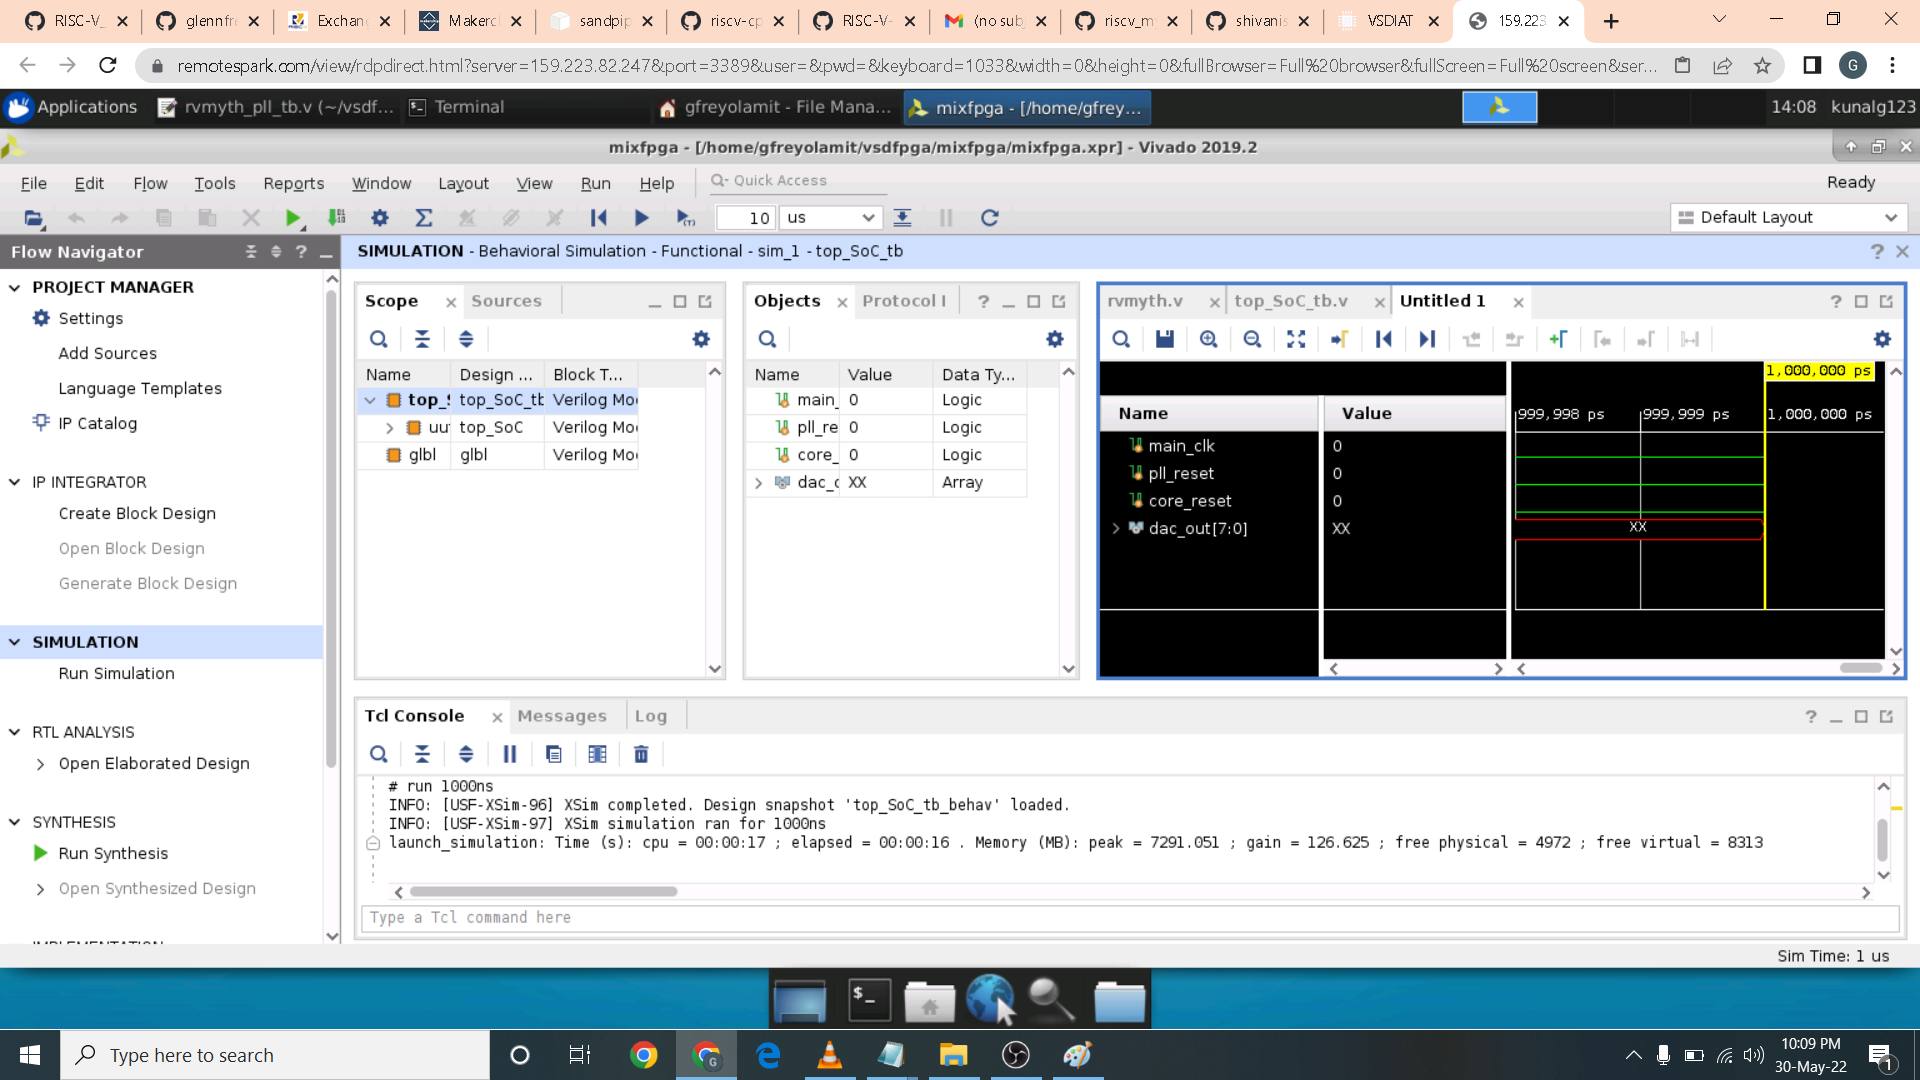 RISC-V_
glennfre
Exchan
Makerc
sandpip
riscv-cp
RISC-V-
(no sub
riscv_m
shivanis
VSDIAT
159.223
remotespark.com/view/rdpdirect.html?server=159.223.82.247&port=3389&user=&pwd=&keyboard=1033&width=0&height=0&fullBrowser=Full%20browser&fullScreen=Full%20screen&ser...
G
Applications
rvmyth_pll_tb.v (~/vsdf...
Terminal
gfreyolamit - File Mana...
mixfpga - [/home/gfrey...
14:08
kunalg123
mixfpga - [/home/gfreyolamit/vsdfpga/mixfpga/mixfpga.xpr] - Vivado 2019.2
File Edit Flow Tools Reports Window Layout View Run Help
Quick Access
Ready
10 us
Default Layout
Flow Navigator
SIMULATION - Behavioral Simulation - Functional - sim_1 - top_SoC_tb
PROJECT MANAGER
Settings
Add Sources
Language Templates
IP Catalog
IP INTEGRATOR
Create Block Design
Open Block Design
Generate Block Design
SIMULATION
Run Simulation
RTL ANALYSIS
Open Elaborated Design
SYNTHESIS
Run Synthesis
Open Synthesized Design
Scope Sources
Name Design ... Block T...
top_S top_SoC_tb Verilog Mo
uu top_SoC Verilog Mo
glbl glbl Verilog Mo
Objects Protocol I
Name Value Data Ty...
main_ 0 Logic
pll_re 0 Logic
core_ 0 Logic
dac_o XX Array
rvmyth.v top_SoC_tb.v Untitled 1
1,000,000 ps
Name Value
999,998 ps 999,999 ps 1,000,000 ps
main_clk 0
pll_reset 0
core_reset 0
dac_out[7:0] XX XX
Tcl Console Messages Log
# run 1000ns
INFO: [USF-XSim-96] XSim completed. Design snapshot 'top_SoC_tb_behav' loaded.
INFO: [USF-XSim-97] XSim simulation ran for 1000ns
launch_simulation: Time (s): cpu = 00:00:17 ; elapsed = 00:00:16 . Memory (MB): peak = 7291.051 ; gain = 126.625 ; free physical = 4972 ; free virtual = 8313
Type a Tcl command here
Sim Time: 1 us
Type here to search
10:09 PM
30-May-22
1